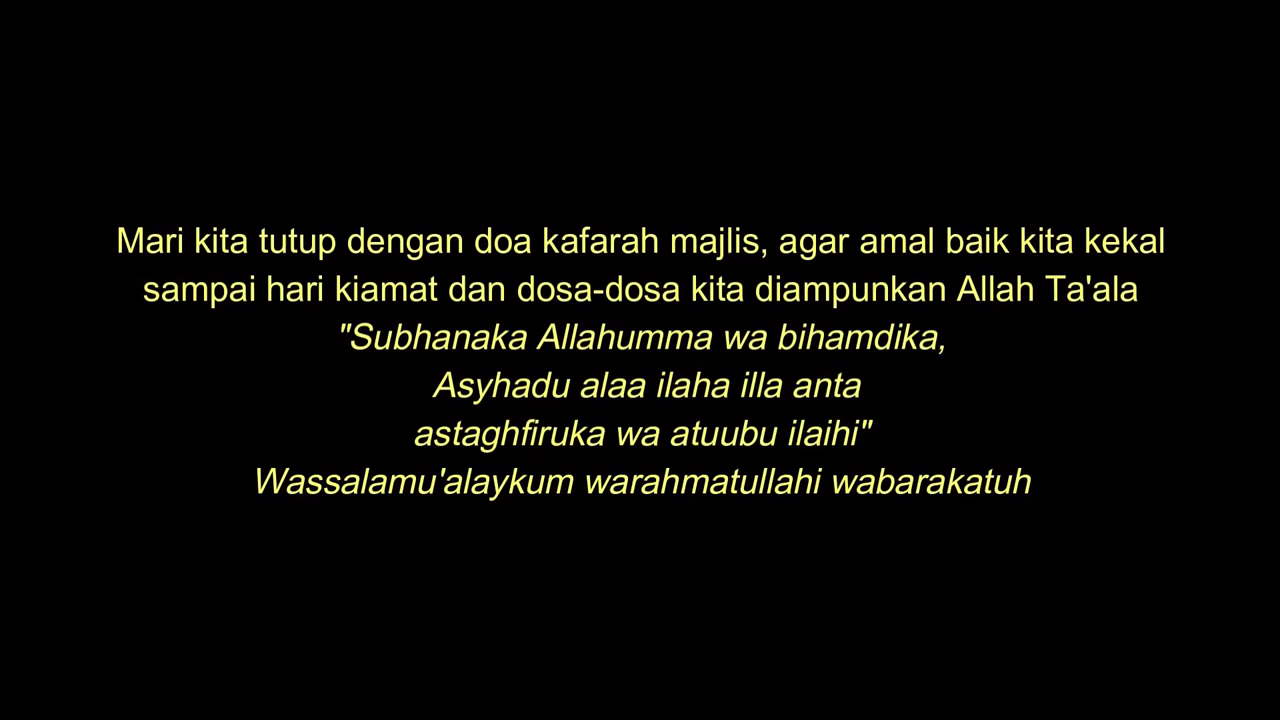 Mari kita tutup dengan doa kafarah majlis, agar amal baik kita kekal
sampai hari kiamat dan dosa-dosa kita diampunkan Allah Ta'ala
"Subhanaka Allahumma wa bihamdika,
Asyhadu alaa ilaha illa anta
astaghfiruka wa atuubu ilaihi"
Wassalamu'alaykum warahmatullahi wabarakatuh